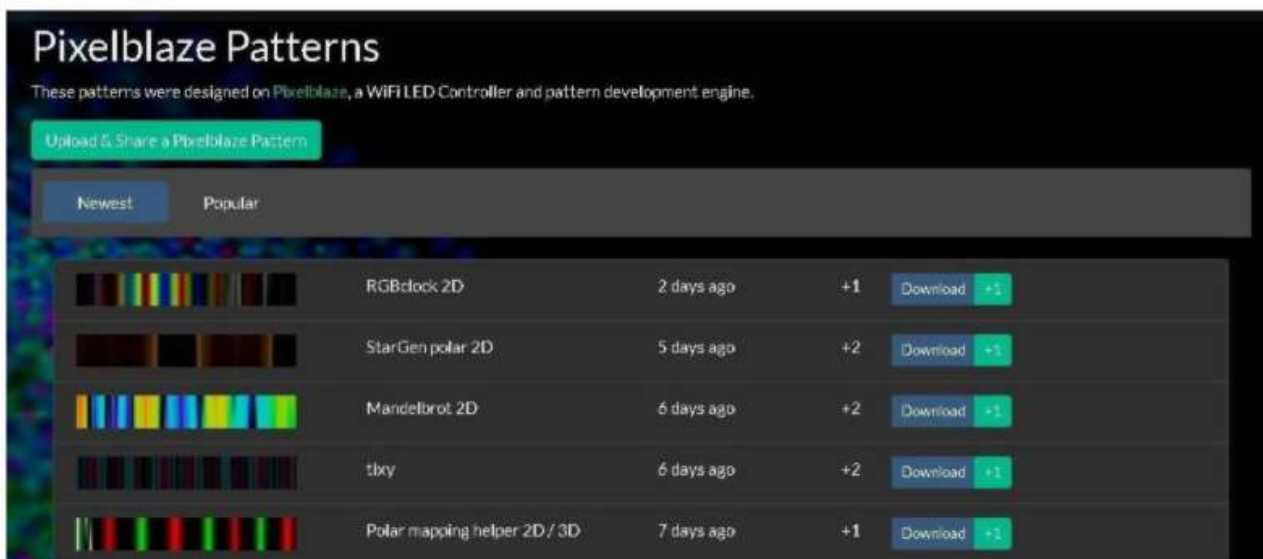 Pixelblaze Patterns
These patterns were designed on Pixelblaze, a WiFi LED Controller and pattern development engine.
Upload & Share a Pixelblaze Pattern
Newest Popular
RGBclock 2D 2 days ago +1 Download +1
StarGen polar 2D 5 days ago +2 Download +1
Mandelbrot 2D 6 days ago +2 Download +1
tixy 6 days ago +2 Download +1
Polar mapping helper 2D / 3D 7 days ago +1 Download +1